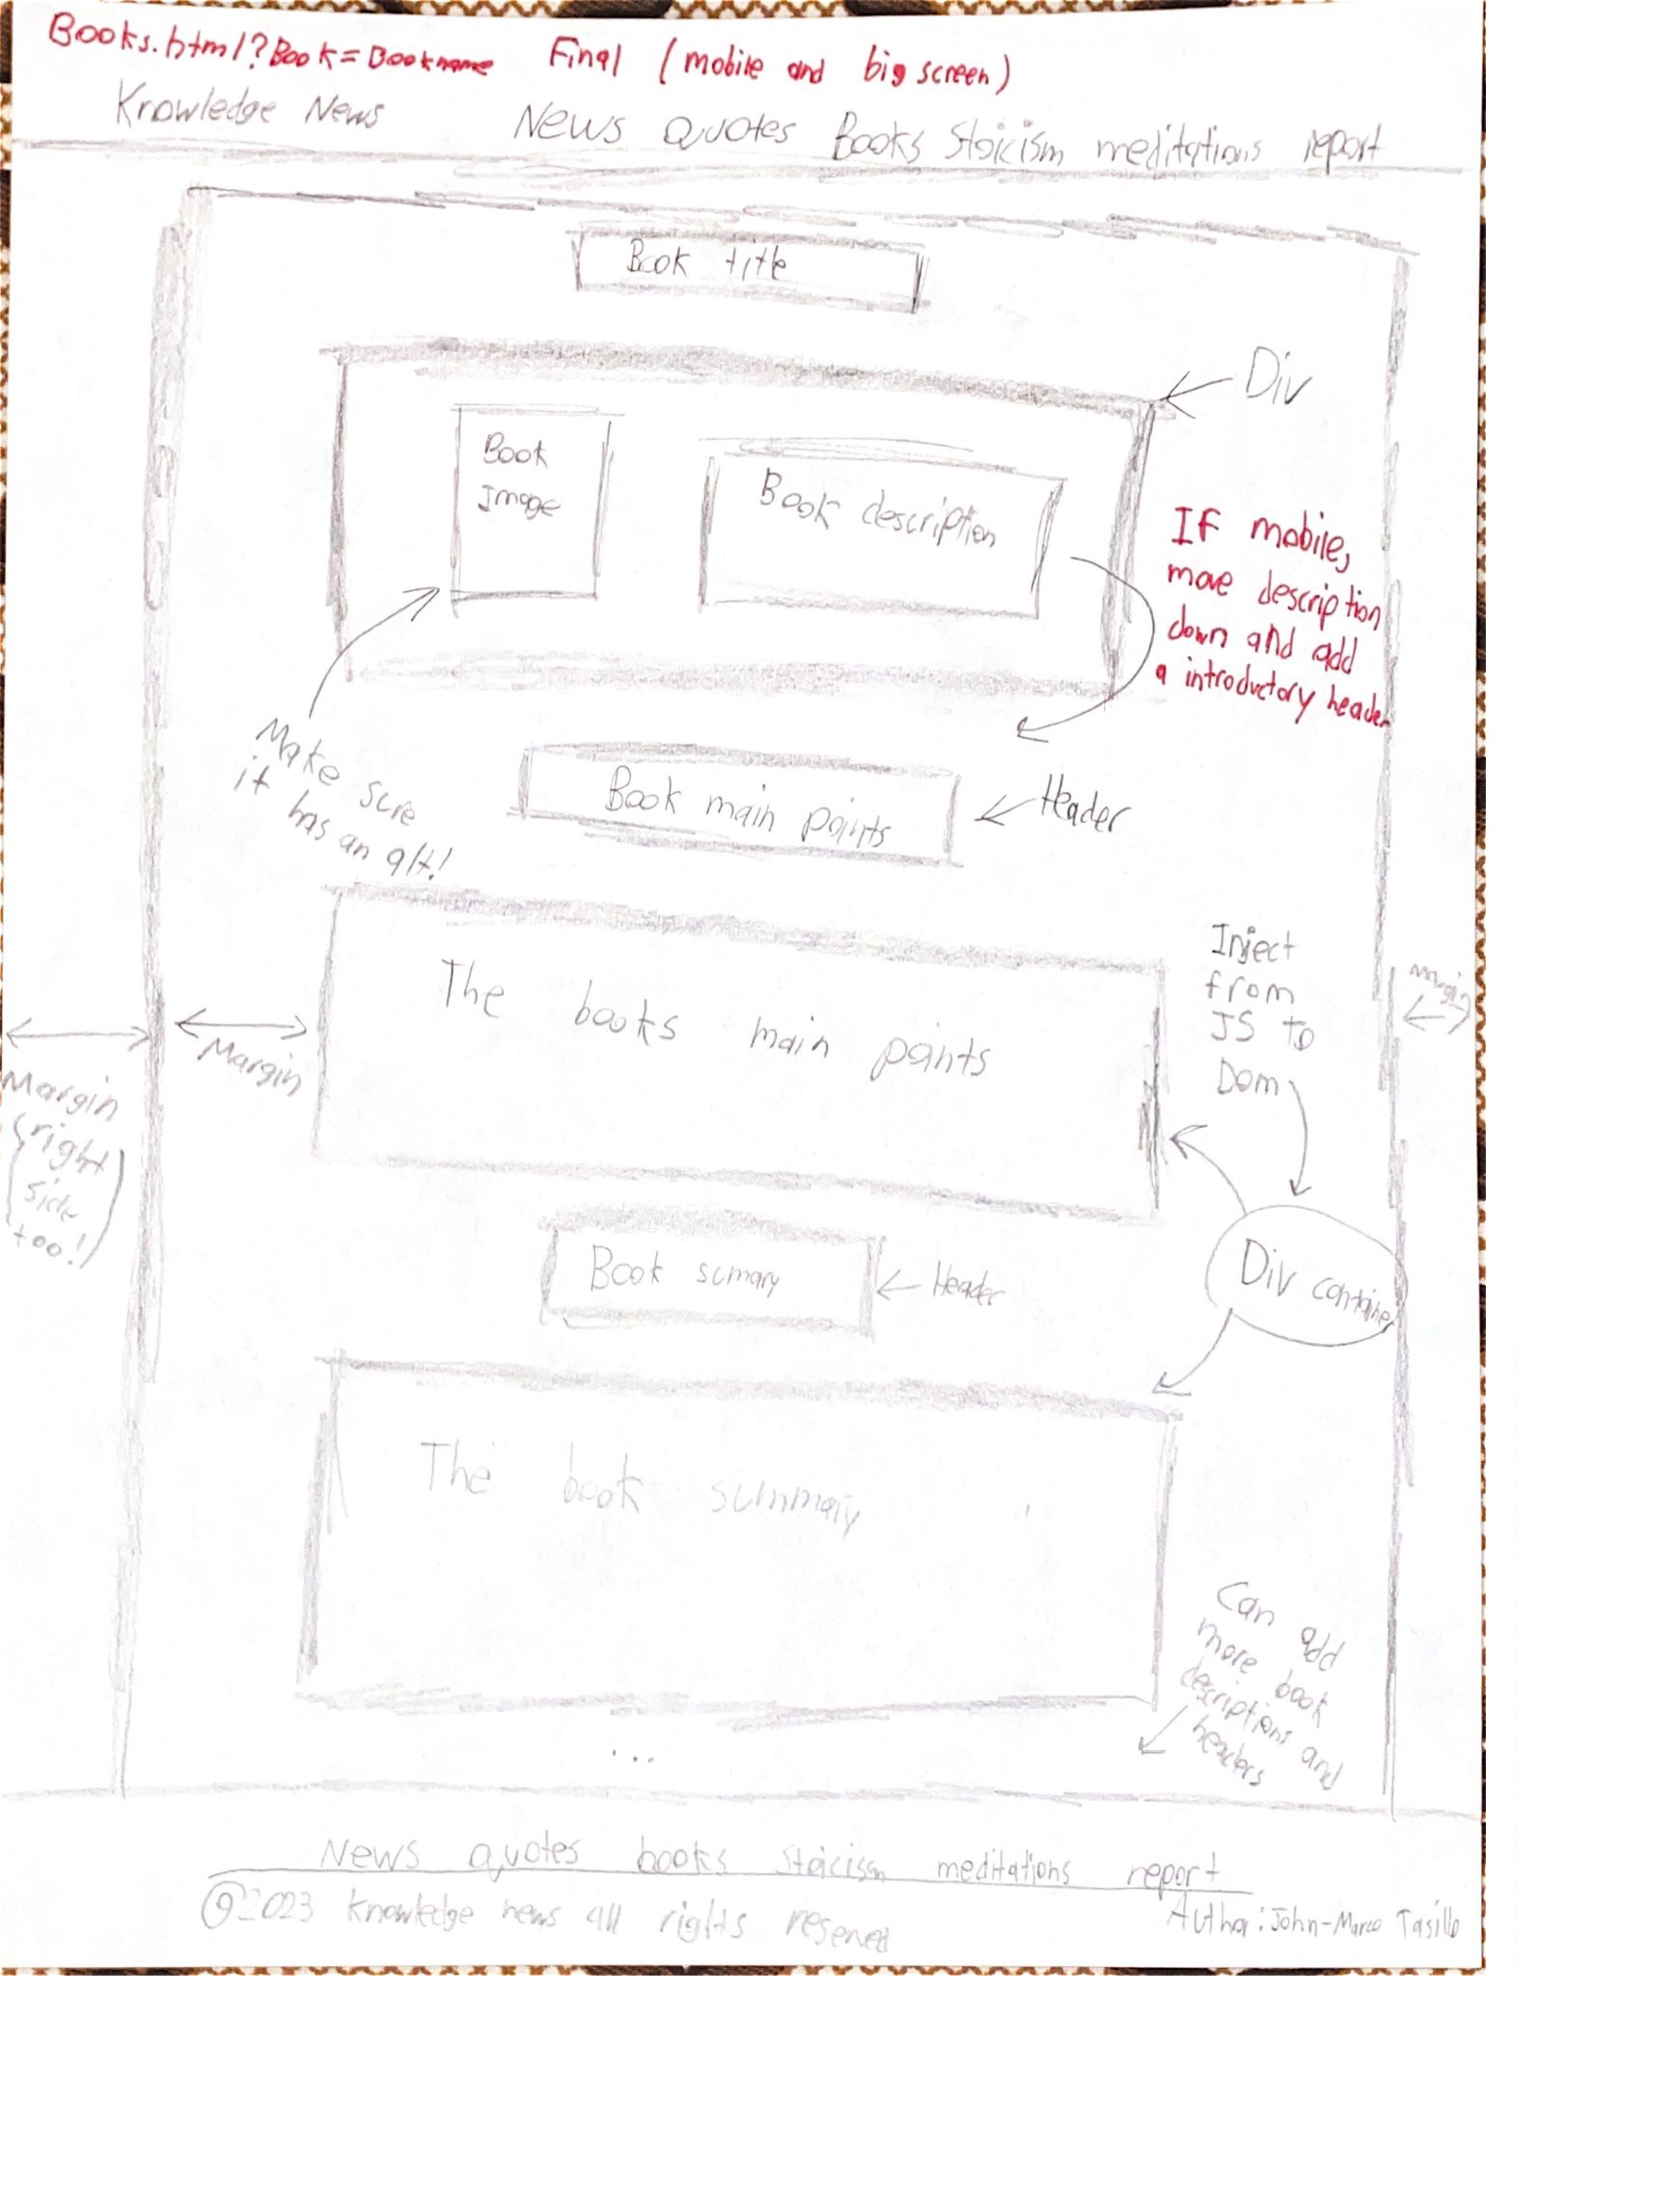 Books.html?Book=Bookname Final (mobile and big screen)
Knowledge News News Quotes Books Stoicism meditations report
Book title
Div
Book
Image
Book description
If mobile,
move description
down and add
a introductory header
Make sure
it has an alt!
Book main points
Header
The books main points
Inject
from
JS to
Dom
margin
Margin
Margin
(right
side
too!)
Book sumary
Header
Div container
The book summary
Can add
more book
descriptions and
headers
...
News quotes books Stoicism meditations report
©2023 knowledge news all rights reserved
Author: John-Marco Tasillo